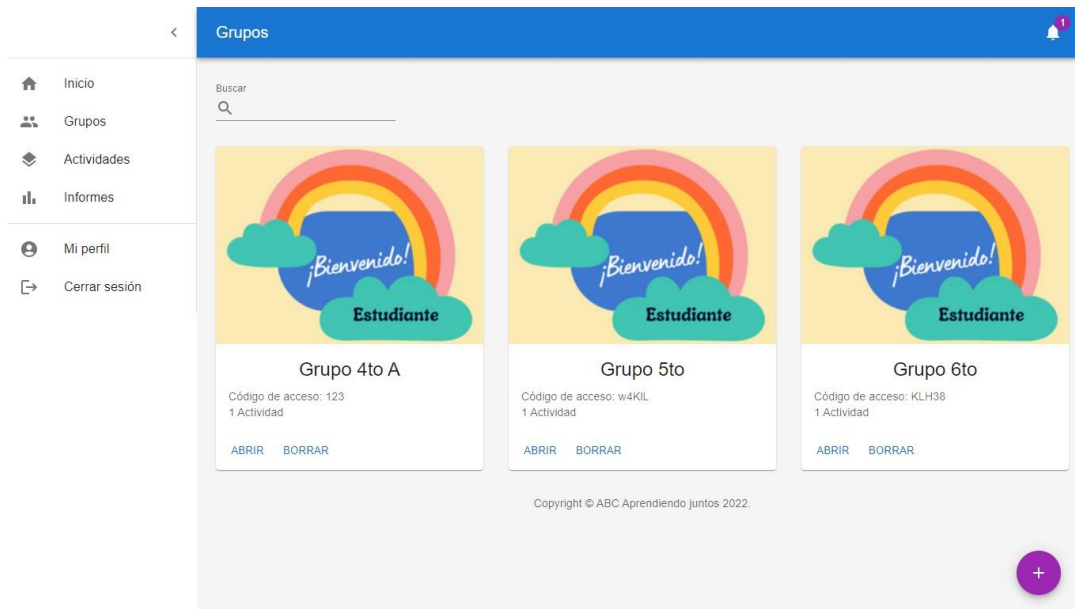 Grupos
1
Inicio
Grupos
Actividades
Informes
Mi perfil
Cerrar sesión
Buscar
¡Bienvenido!
Estudiante
Grupo 4to A
Código de acceso: 123
1 Actividad
ABRIR BORRAR
¡Bienvenido!
Estudiante
Grupo 5to
Código de acceso: w4KlL
1 Actividad
ABRIR BORRAR
¡Bienvenido!
Estudiante
Grupo 6to
Código de acceso: KLH38
1 Actividad
ABRIR BORRAR
Copyright © ABC Aprendiendo juntos 2022.